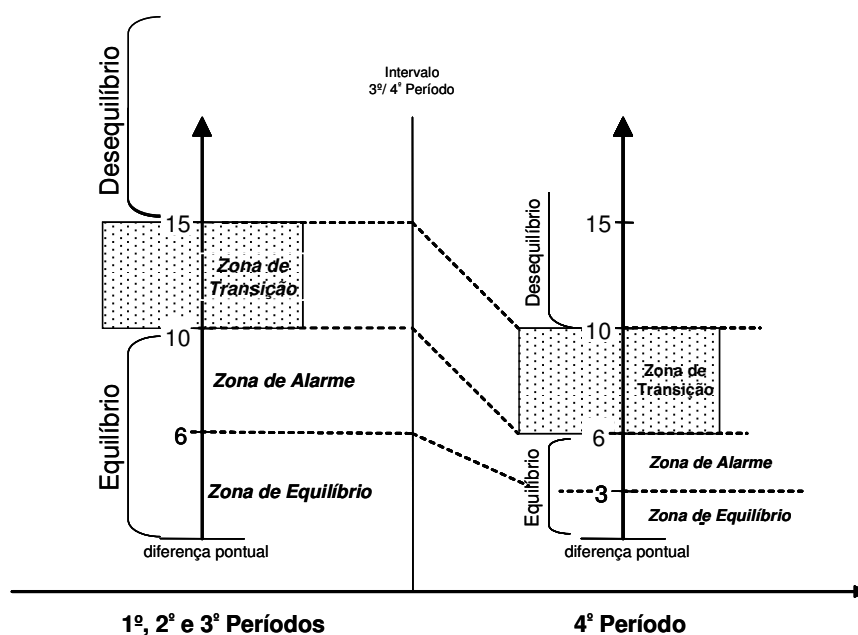 Desequilíbrio
Equilíbrio
15
Zona de
Transição
10
Zona de Alarme
6
Zona de Equilíbrio
diferença pontual
Intervalo
3º/ 4º Período
Desequilíbrio
Equilíbrio
15
10
Zona de
Transição
6
Zona de Alarme
3
Zona de Equilíbrio
diferença pontual
1º, 2º e 3º Períodos
4º Período